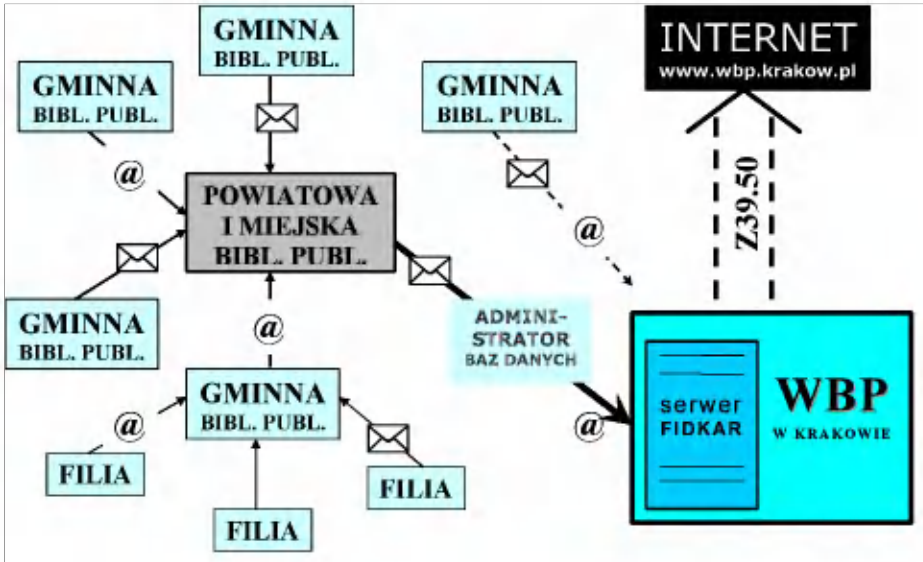 GMINNA
BIBL. PUBL.
GMINNA
BIBL. PUBL.
GMINNA
BIBL. PUBL.
INTERNET
www.wbp.krakow.pl
@
POWIATOWA
I MIEJSKA
BIBL. PUBL.
@
Z39.50
GMINNA
BIBL. PUBL.
@
ADMINI-
STRATOR
BAZ DANYCH
GMINNA
BIBL. PUBL.
@
@
serwer
FIDKAR
WBP
W KRAKOWIE
FILIA
FILIA
FILIA